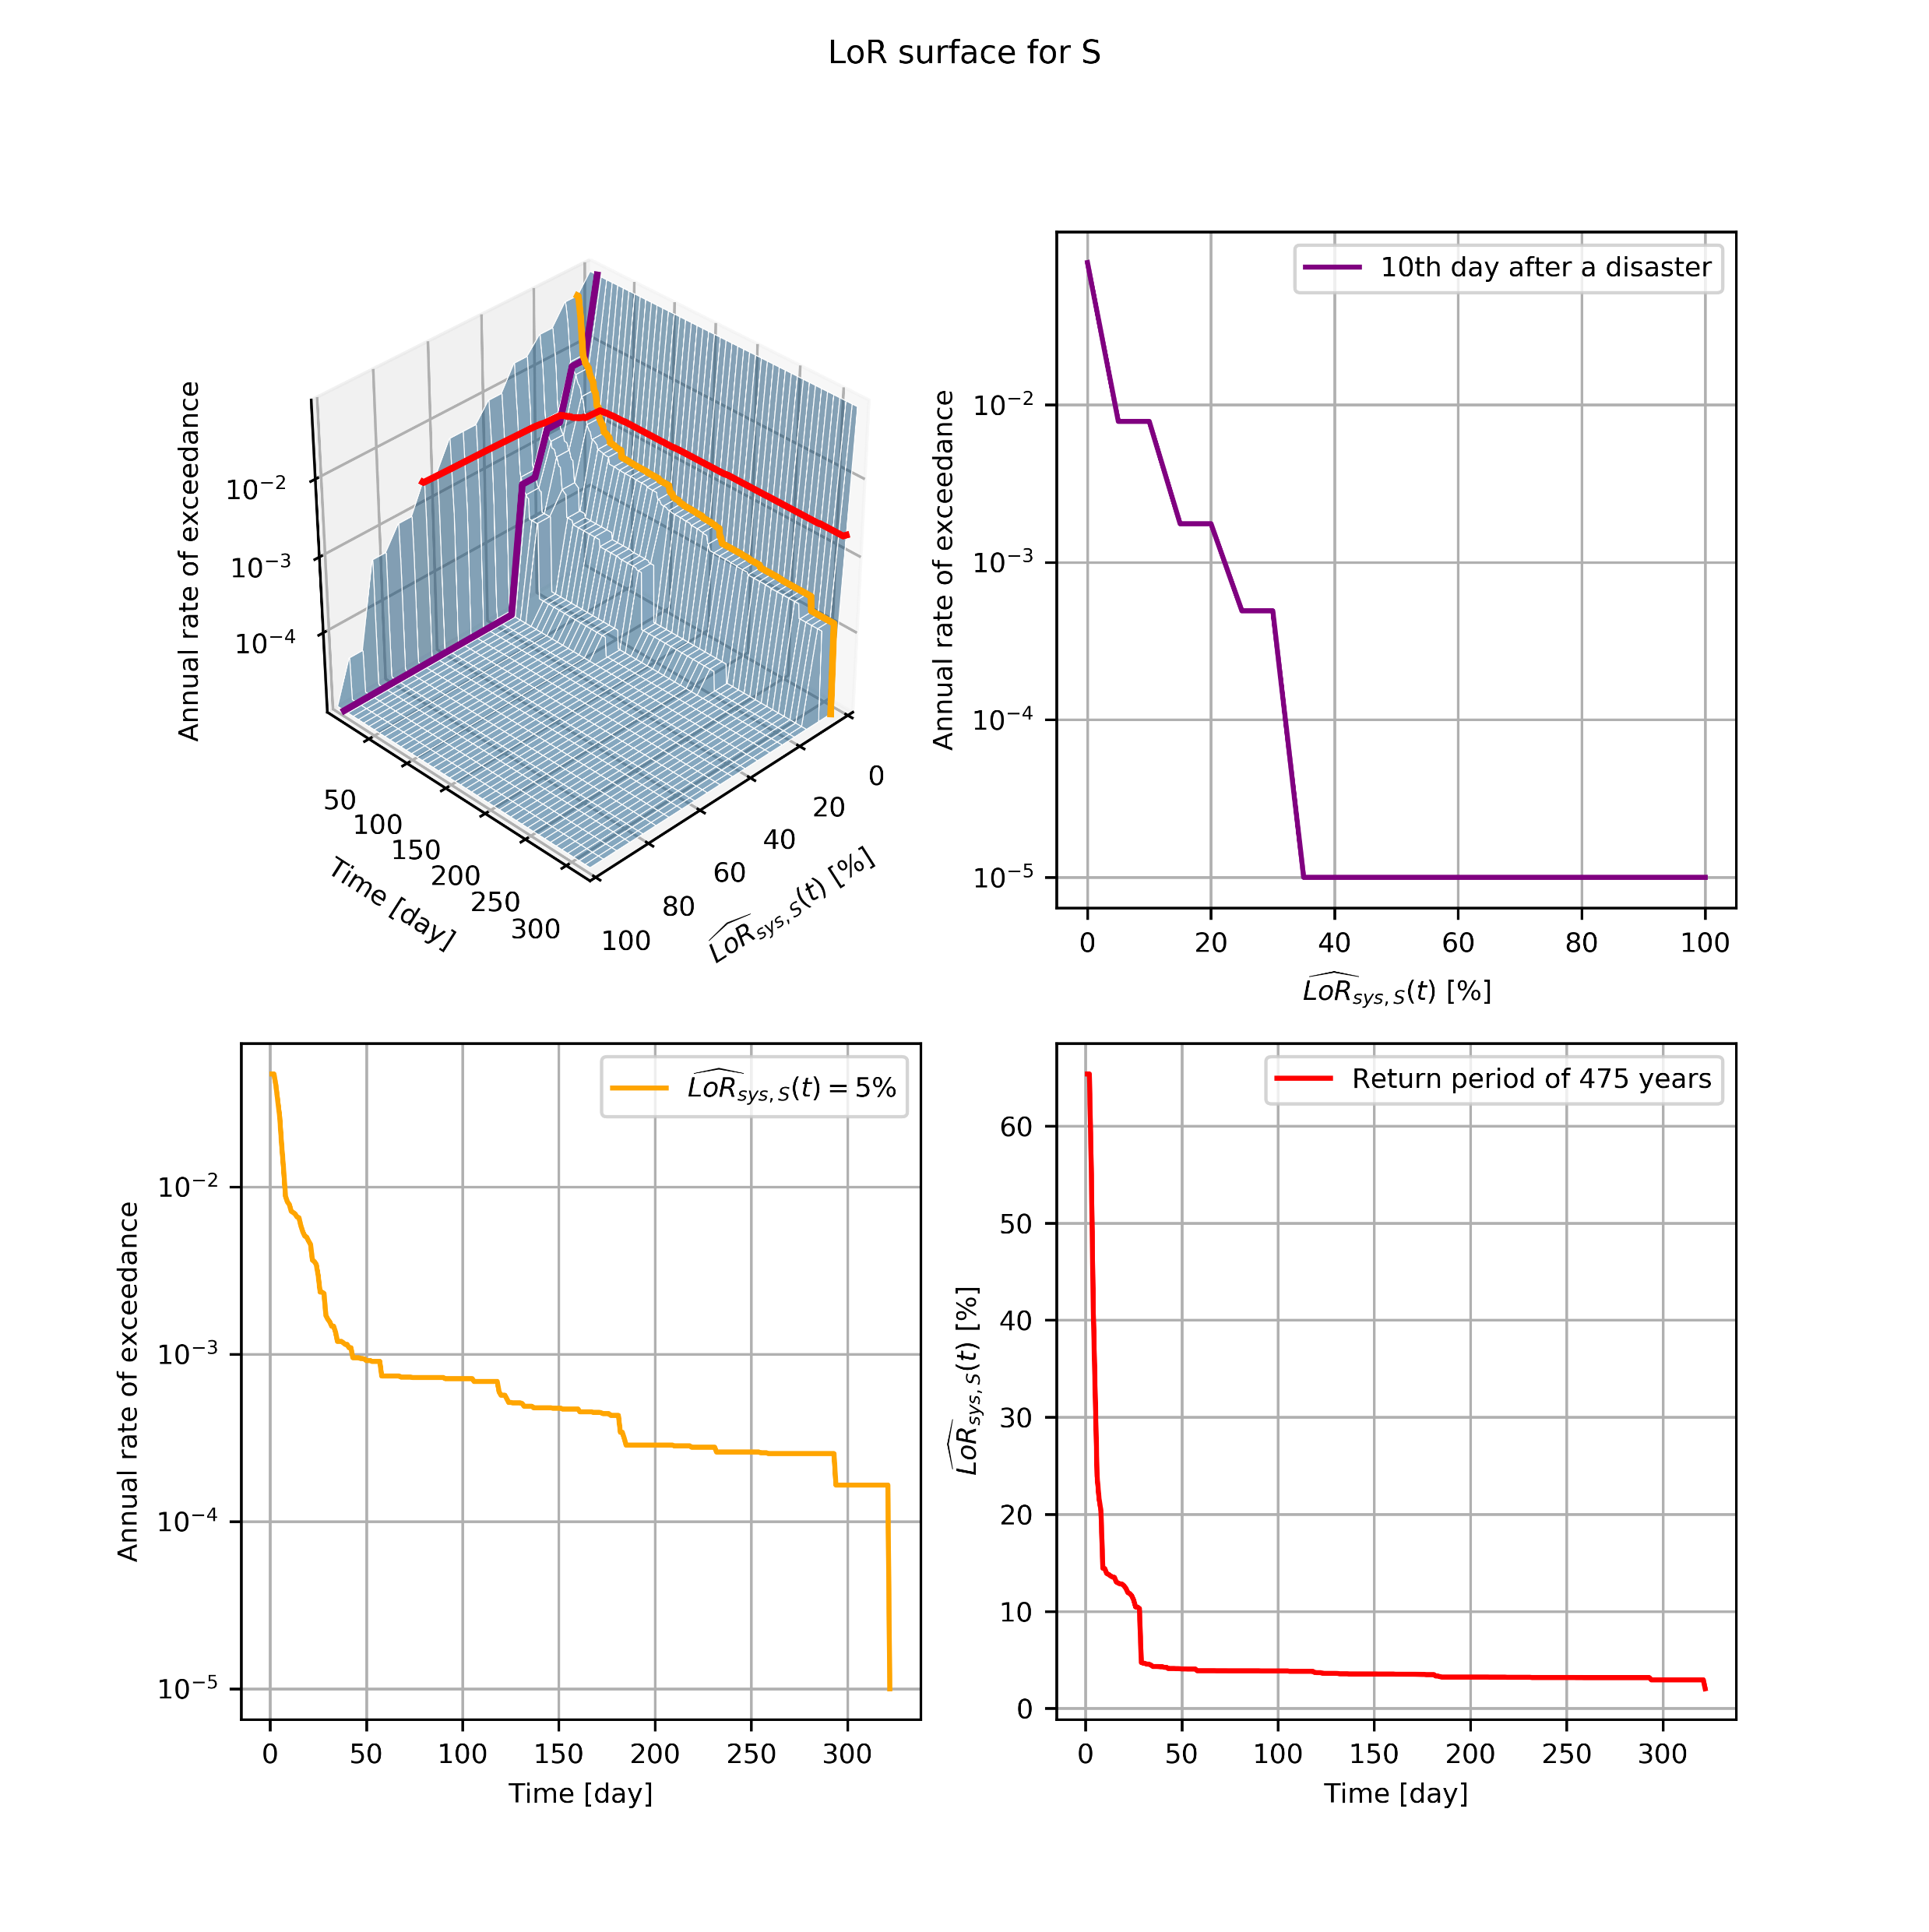 LoR surface for S
Annual rate of exceedance
10⁻²
10⁻³
10⁻⁴
50
100
150
200
250
300
Time [day]
0
20
40
60
80
100
\widehat{LoR}_{sys, S}(t) [%]
10th day after a disaster
Annual rate of exceedance
10⁻²
10⁻³
10⁻⁴
10⁻⁵
0 20 40 60 80 100
\widehat{LoR}_{sys, S}(t) [%]
\widehat{LoR}_{sys, S}(t) = 5%
Annual rate of exceedance
10⁻²
10⁻³
10⁻⁴
10⁻⁵
0 50 100 150 200 250 300
Time [day]
Return period of 475 years
\widehat{LoR}_{sys, S}(t) [%]
60
50
40
30
20
10
0
0 50 100 150 200 250 300
Time [day]